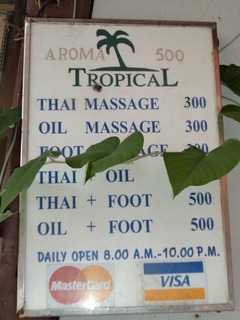 AROMA 500
TROPICAL
THAI MASSAGE 300
OIL MASSAGE 300
FOOT
THAI OIL
THAI + FOOT 500
OIL + FOOT 500
DAILY OPEN 8.00 A.M.-10.00 P.M.
MasterCard
VISA